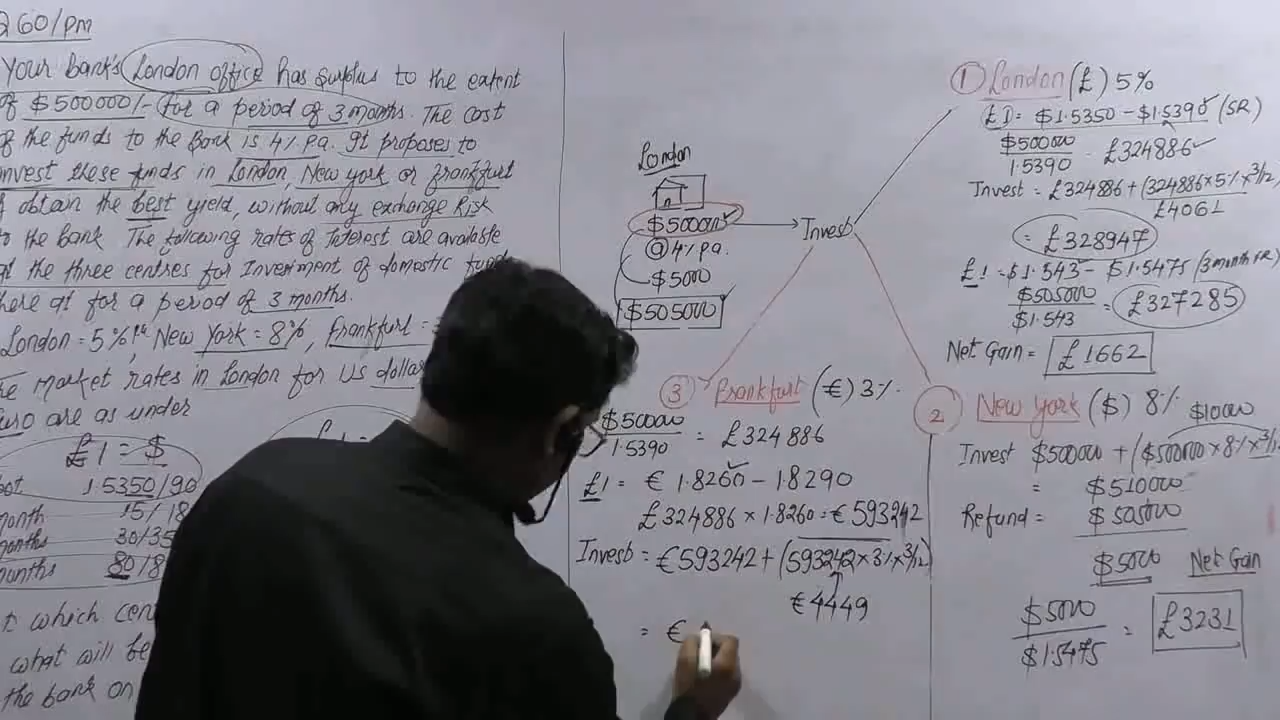 260/pm
Your Bank's London office has surplus to the extent
of $500000/- for a period of 3 months. The cost
of the funds to the Bank is 4% pa. It proposes to
invest these funds in London, New york or frankfurt
obtain the best yield, without any exchange Risk
to the bank The following rates of Interest are available
at the three centres for Investment of domestic funds
there at for a period of 3 months.
London = 5% pa, New York = 8%, Frankfurt =
market rates in London for US dollar
Euro are as under
£1 = $
1.5350/90
month 15/18
months 30/35
months 80/8
which cen
what will be
the bank on
London
$500000
@ 4% pa.
$5000
$505000
Invest
① London (£) 5%
£1 = $1.5350 - $1.5390 (SR)
$500000
1.5390
£324886
Invest = £324886 + (324886×5%×3/12
£4061
= £328947
£1 = $1.543 - $1.5475 (3month FR)
$505000
$1.543
= £327285
Net Gain = £1662
③ Frankfurt (€) 3%.
$500000
1.5390
= £324886
£1 = € 1.8260 - 1.8290
£324886 × 1.8260 = € 593242
Invest = €593242 + (593242×3%×3/12)
€4449
= €
2 New york ($) 8%
$10000
Invest $500000 + ($500000×8%×3/12
= $510000
Refund = $505000
$5000 Net Gain
$5000
$1.5475
= £3231